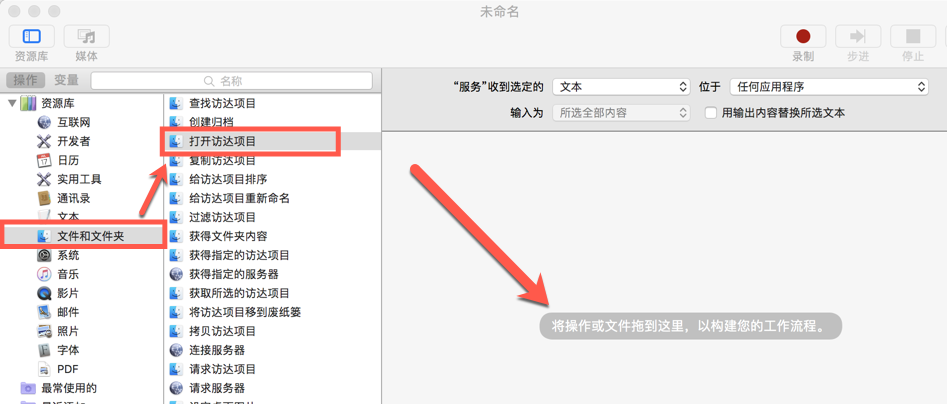 未命名
资源库
媒体
录制
步进
停止
操作
变量
名称
“服务”收到选定的
文本
位于
任何应用程序
输入为
所选全部内容
用输出内容替换所选文本
资源库
互联网
开发者
日历
实用工具
通讯录
文本
文件和文件夹
系统
音乐
影片
邮件
照片
字体
PDF
最常使用的
查找访达项目
创建归档
打开访达项目
复制访达项目
给访达项目排序
给访达项目重新命名
过滤访达项目
获得文件夹内容
获得指定的访达项目
获得指定的服务器
获取所选的访达项目
将访达项目移到废纸篓
拷贝访达项目
连接服务器
请求访达项目
请求服务器
将操作或文件拖到这里，以构建您的工作流程。